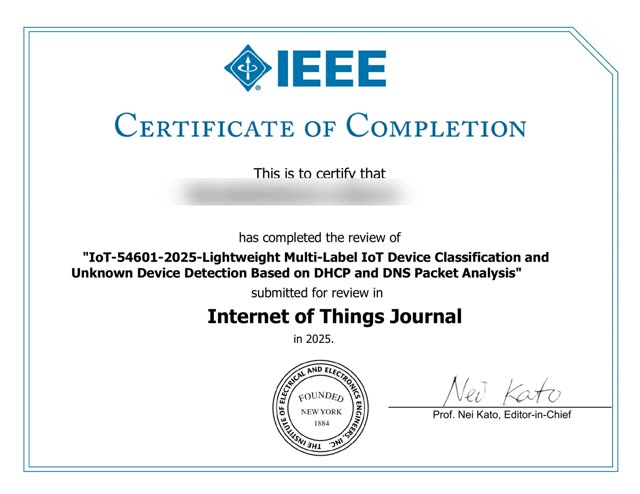 IEEE
®
CERTIFICATE OF COMPLETION
This is to certify that
has completed the review of
"IoT-54601-2025-Lightweight Multi-Label IoT Device Classification and
Unknown Device Detection Based on DHCP and DNS Packet Analysis"
submitted for review in
Internet of Things Journal
in 2025.
THE INSTITUTE OF ELECTRICAL AND ELECTRONICS ENGINEERS, INC.
FOUNDED
NEW YORK
1884
Nei Kato
Prof. Nei Kato, Editor-in-Chief